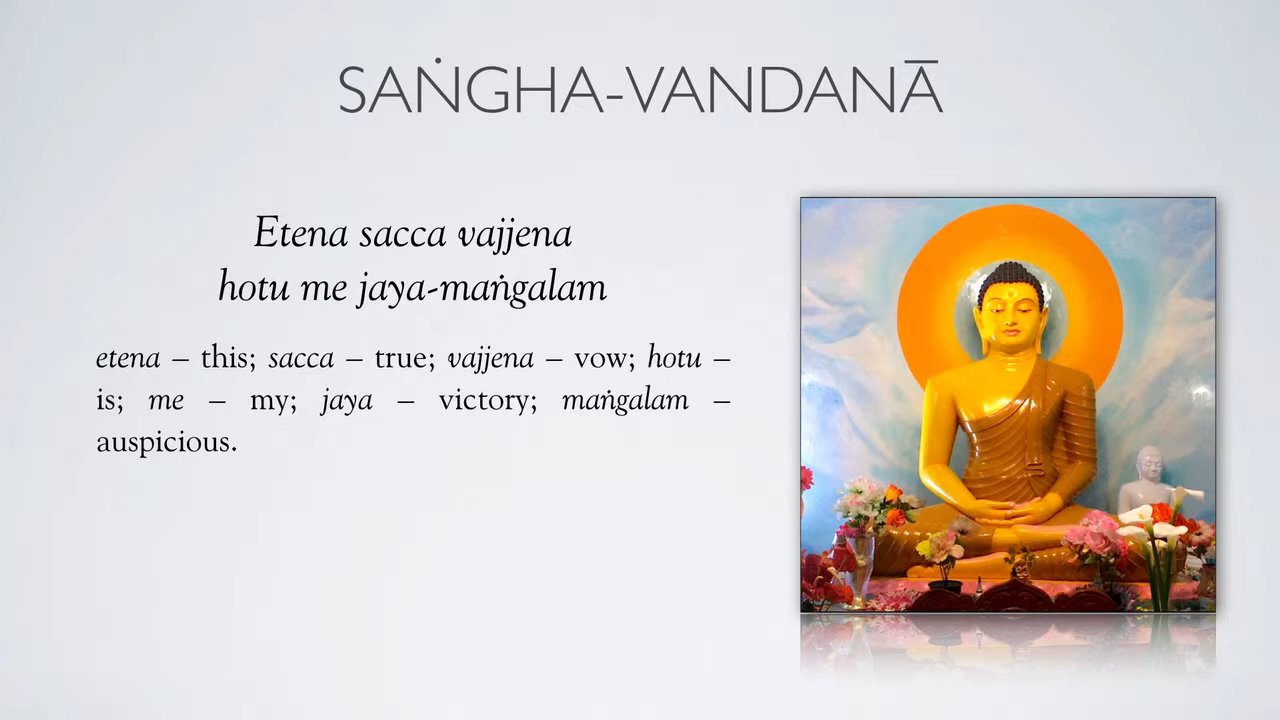 SAṄGHA-VANDANĀ
Etena sacca vajjena
hotu me jaya-maṅgalam
etena – this; sacca – true; vajjena – vow; hotu –
is; me – my; jaya – victory; maṅgalam –
auspicious.